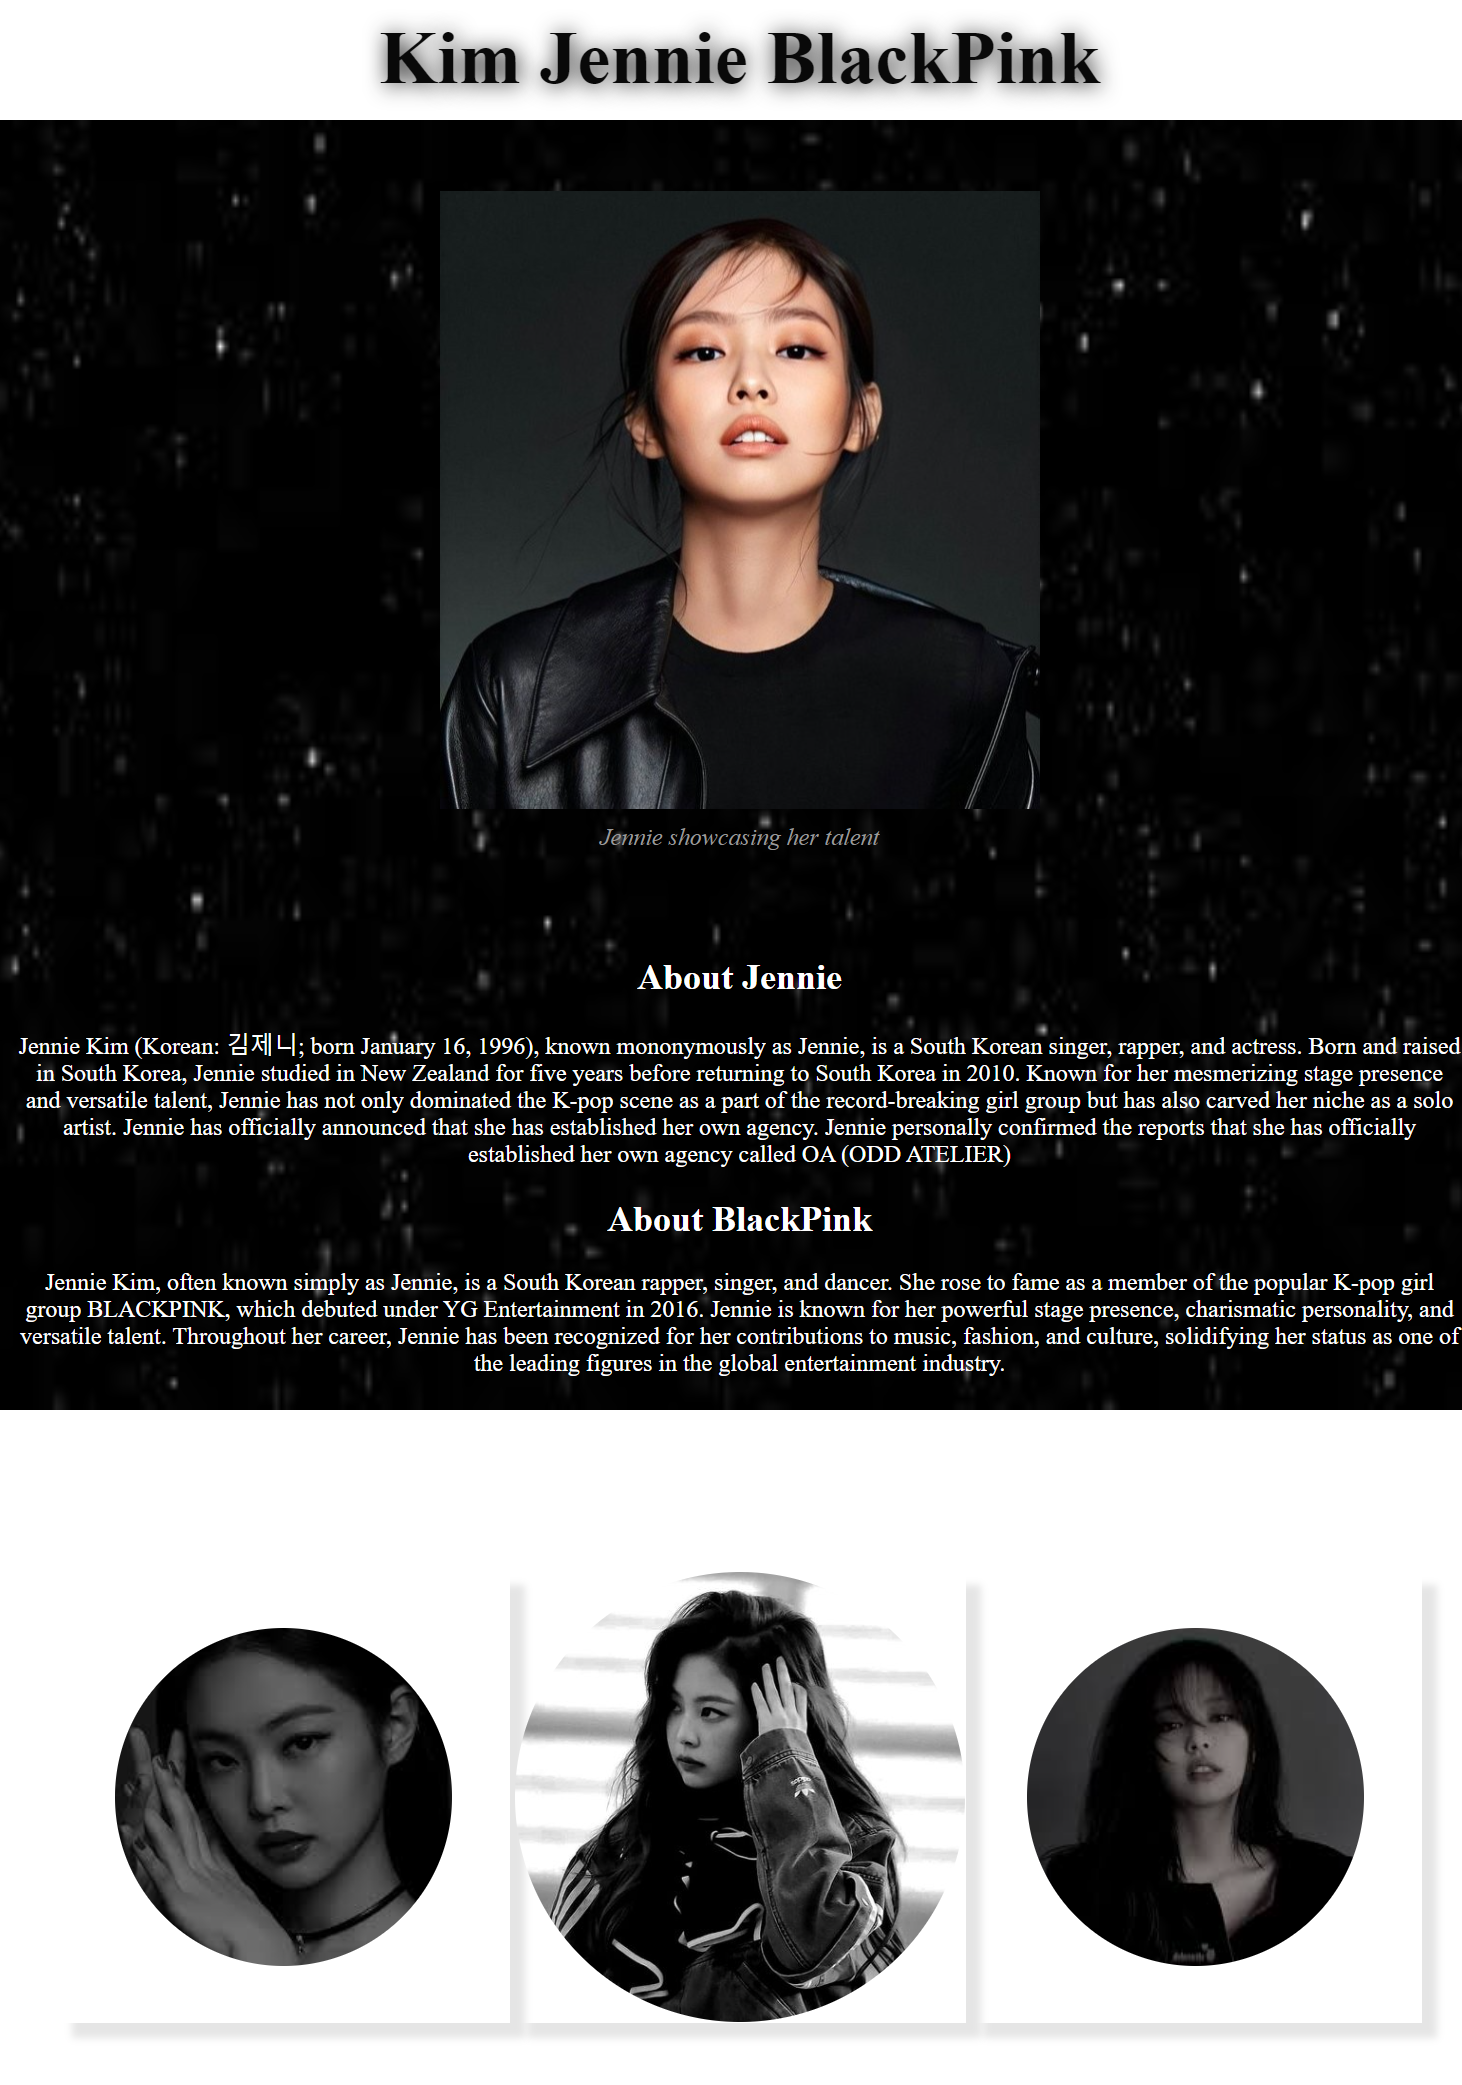 Kim Jennie BlackPink
Jennie showcasing her talent
About Jennie
Jennie Kim (Korean: 김제니; born January 16, 1996), known mononymously as Jennie, is a South Korean singer, rapper, and actress. Born and raised
in South Korea, Jennie studied in New Zealand for five years before returning to South Korea in 2010. Known for her mesmerizing stage presence
and versatile talent, Jennie has not only dominated the K-pop scene as a part of the record-breaking girl group but has also carved her niche as a solo
artist. Jennie has officially announced that she has established her own agency. Jennie personally confirmed the reports that she has officially
established her own agency called OA (ODD ATELIER)
About BlackPink
Jennie Kim, often known simply as Jennie, is a South Korean rapper, singer, and dancer. She rose to fame as a member of the popular K-pop girl
group BLACKPINK, which debuted under YG Entertainment in 2016. Jennie is known for her powerful stage presence, charismatic personality, and
versatile talent. Throughout her career, Jennie has been recognized for her contributions to music, fashion, and culture, solidifying her status as one of
the leading figures in the global entertainment industry.